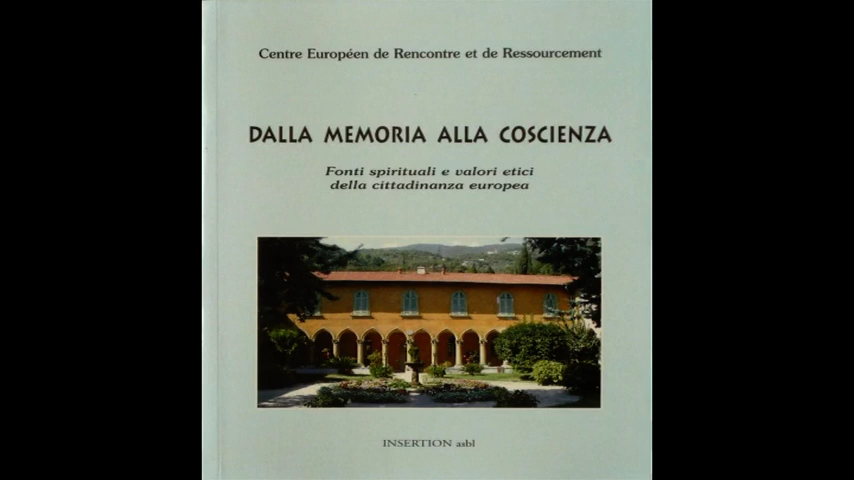 Centre Européen de Rencontre et de Ressourcement
DALLA MEMORIA ALLA COSCIENZA
Fonti spirituali e valori etici
della cittadinanza europea
INSERTION asbl